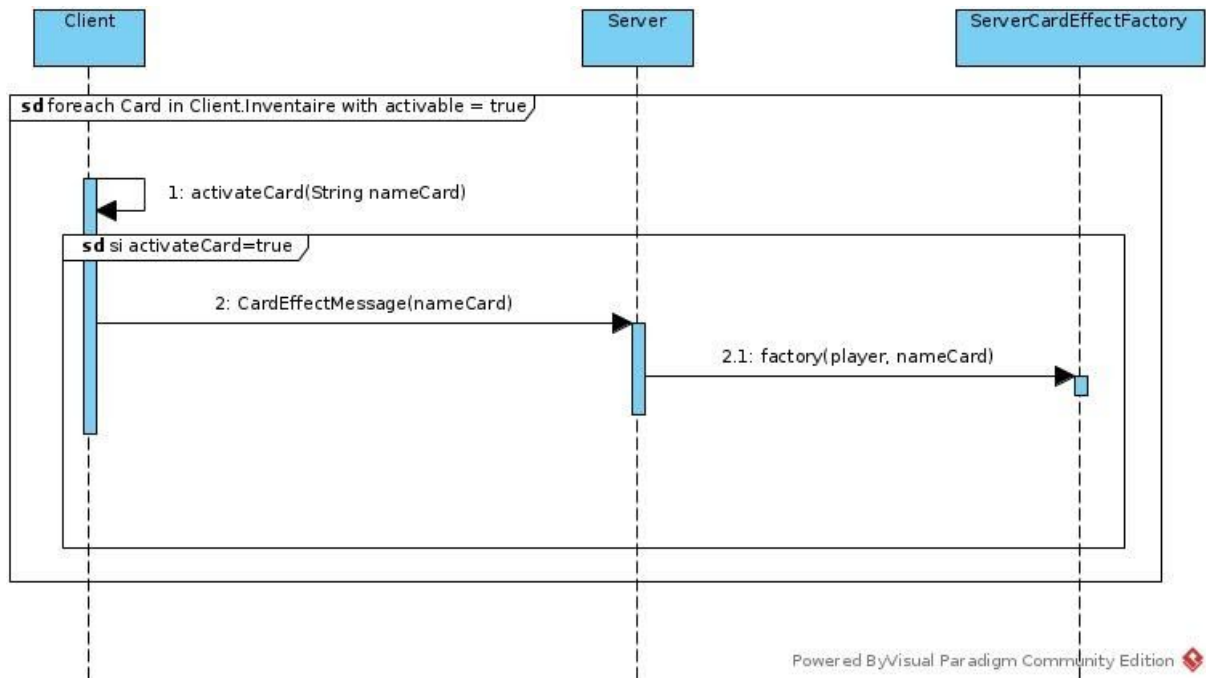 Client
Server
ServerCardEffectFactory
sd foreach Card in Client.Inventaire with activable = true
1: activateCard(String nameCard)
sd si activateCard=true
2: CardEffectMessage(nameCard)
2.1: factory(player, nameCard)
Powered ByVisual Paradigm Community Edition